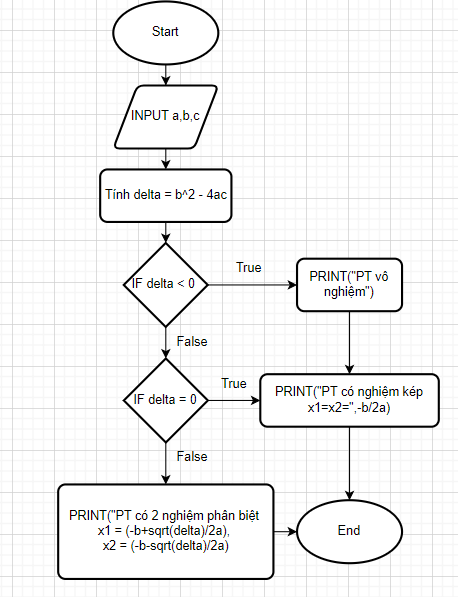 Start
INPUT a,b,c
Tính delta = b^2 - 4ac
IF delta < 0
True
PRINT("PT vô
nghiệm")
False
IF delta = 0
True
PRINT("PT có nghiệm kép
x1=x2=",-b/2a)
False
PRINT("PT có 2 nghiệm phân biệt
x1 = (-b+sqrt(delta)/2a),
x2 = (-b-sqrt(delta)/2a)
End